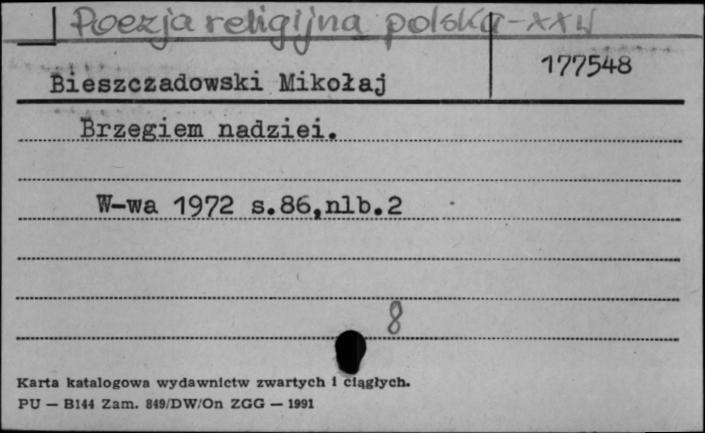 Poezja religijna polska - XX w
Bieszczadowski Mikołaj
177548
Brzegiem nadziei.
W-wa 1972 s.86,nlb.2
8
Karta katalogowa wydawnictw zwartych i ciągłych.
PU — B144 Zam. 849/DW/On ZGG — 1991